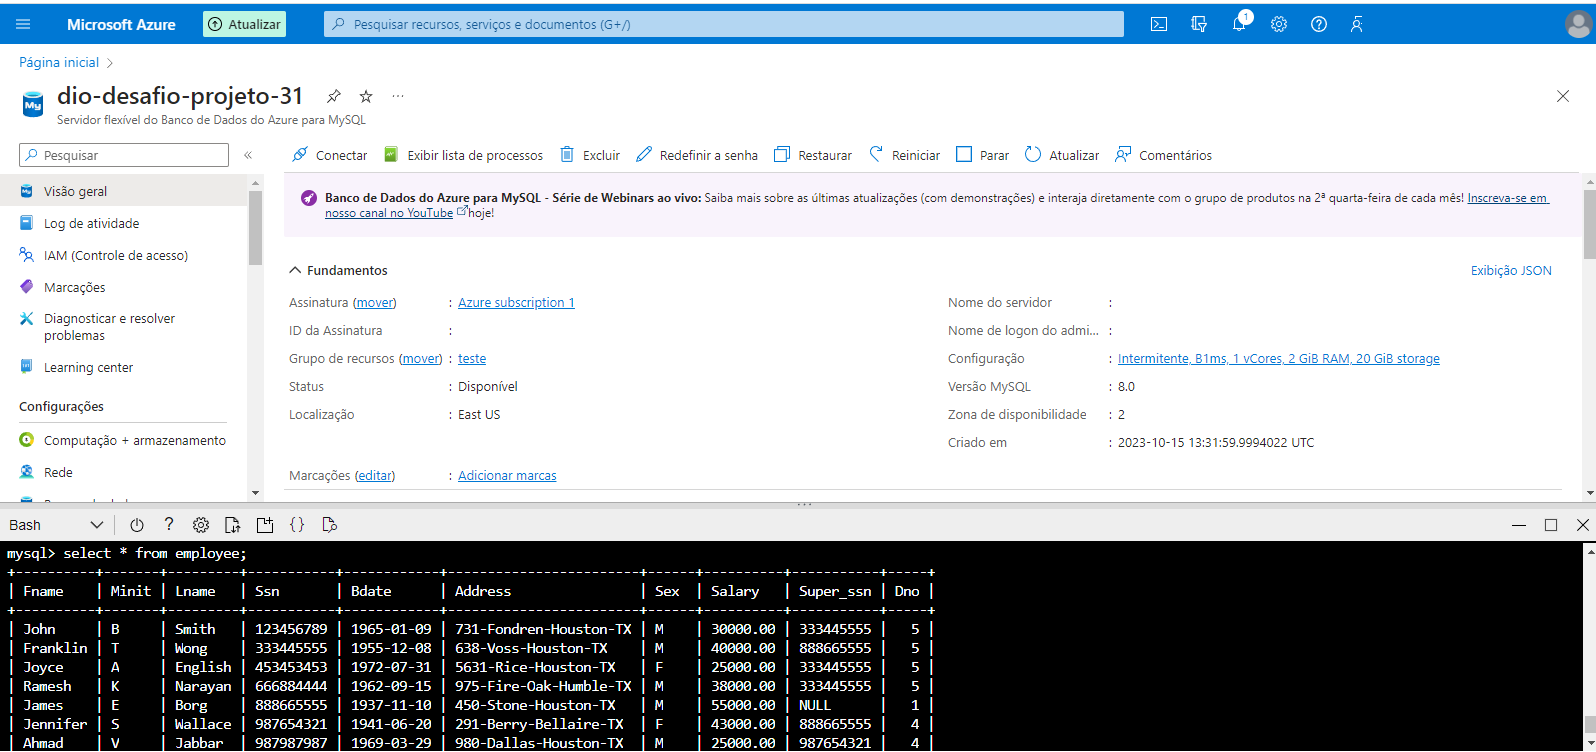 Microsoft Azure Atualizar Pesquisar recursos, serviços e documentos (G+/) 1
Página inicial >
dio-desafio-projeto-31 ...
My
Servidor flexível do Banco de Dados do Azure para MySQL
Pesquisar «
Visão geral
Log de atividade
IAM (Controle de acesso)
Marcações
Diagnosticar e resolver
problemas
Learning center
Configurações
Computação + armazenamento
Rede
Conectar Exibir lista de processos Excluir Redefinir a senha Restaurar Reiniciar Parar Atualizar Comentários
Banco de Dados do Azure para MySQL - Série de Webinars ao vivo: Saiba mais sobre as últimas atualizações (com demonstrações) e interaja diretamente com o grupo de produtos na 2ª quarta-feira de cada mês! Inscreva-se em
nosso canal no YouTube hoje!
Fundamentos Exibição JSON
Assinatura (mover) : Azure subscription 1
ID da Assinatura :
Grupo de recursos (mover) : teste
Status : Disponível
Localização : East US
Nome do servidor :
Nome de logon do admi... :
Configuração : Intermitente, B1ms, 1 vCores, 2 GiB RAM, 20 GiB storage
Versão MySQL : 8.0
Zona de disponibilidade : 2
Criado em : 2023-10-15 13:31:59.9994022 UTC
Marcações (editar) : Adicionar marcas
Bash ? {}
mysql> select * from employee;
+----------+-------+---------+-----------+------------+------------------------+------+----------+-----------+-----+
| Fname | Minit | Lname | Ssn | Bdate | Address | Sex | Salary | Super_ssn | Dno |
+----------+-------+---------+-----------+------------+------------------------+------+----------+-----------+-----+
| John | B | Smith | 123456789 | 1965-01-09 | 731-Fondren-Houston-TX | M | 30000.00 | 333445555 | 5 |
| Franklin | T | Wong | 333445555 | 1955-12-08 | 638-Voss-Houston-TX | M | 40000.00 | 888665555 | 5 |
| Joyce | A | English | 453453453 | 1972-07-31 | 5631-Rice-Houston-TX | F | 25000.00 | 333445555 | 5 |
| Ramesh | K | Narayan | 666884444 | 1962-09-15 | 975-Fire-Oak-Humble-TX | M | 38000.00 | 333445555 | 5 |
| James | E | Borg | 888665555 | 1937-11-10 | 450-Stone-Houston-TX | M | 55000.00 | NULL | 1 |
| Jennifer | S | Wallace | 987654321 | 1941-06-20 | 291-Berry-Bellaire-TX | F | 43000.00 | 888665555 | 4 |
| Ahmad | V | Jabbar | 987987987 | 1969-03-29 | 980-Dallas-Houston-TX | M | 25000.00 | 987654321 | 4 |